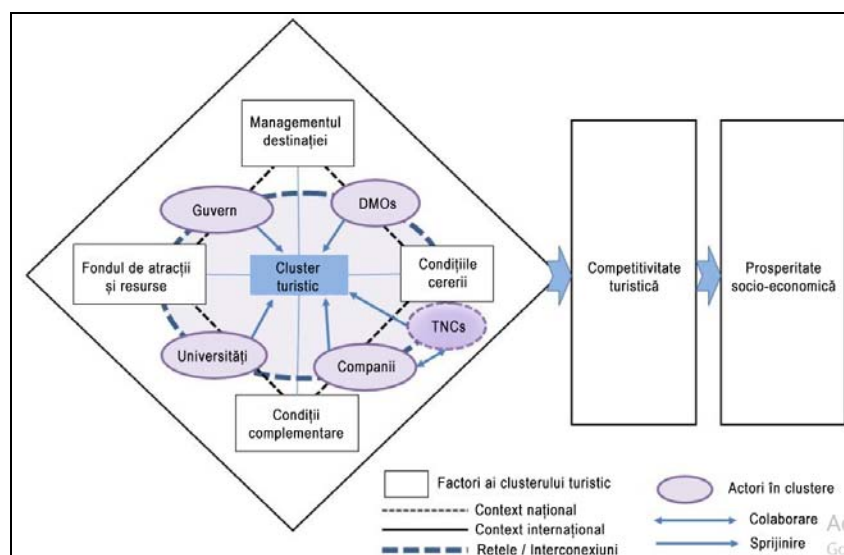 Managementul
destinației
Guvern
DMOs
Fondul de atracții
și resurse
Cluster
turistic
Condițiile
cererii
TNCs
Universități
Companii
Condiții
complementare
Competitivitate
turistică
Prosperitate
socio-economică
Factori ai clusterului turistic
Context național
Context internațional
Rețele / Interconexiuni
Actori în clustere
Colaborare
Sprijinire